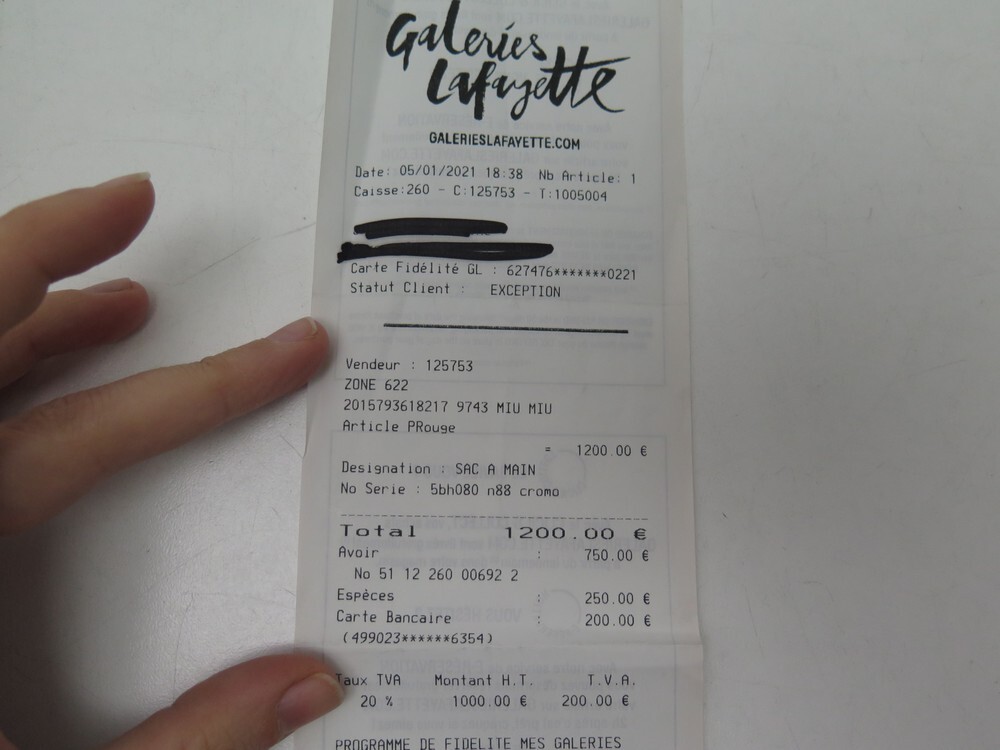 Galeries
Lafayette
GALERIESLAFAYETTE.COM
Date: 05/01/2021 18:38 Nb Article: 1
Caisse:260 - C:125753 - T:1005004
Carte Fidélité GL : 627476*******0221
Statut Client : EXCEPTION
Vendeur : 125753
ZONE 622
2015793618217 9743 MIU MIU
Article PRouge
= 1200.00 €
Designation : SAC A MAIN
No Serie : 5bh080 n88 cromo
Total 1200.00 €
Avoir : 750.00 €
No 51 12 260 00692 2
Espèces : 250.00 €
Carte Bancaire : 200.00 €
(499023******6354)
Taux TVA Montant H.T. T.V.A.
20 % 1000.00 € 200.00 €
PROGRAMME DE FIDELITE MES GALERIES